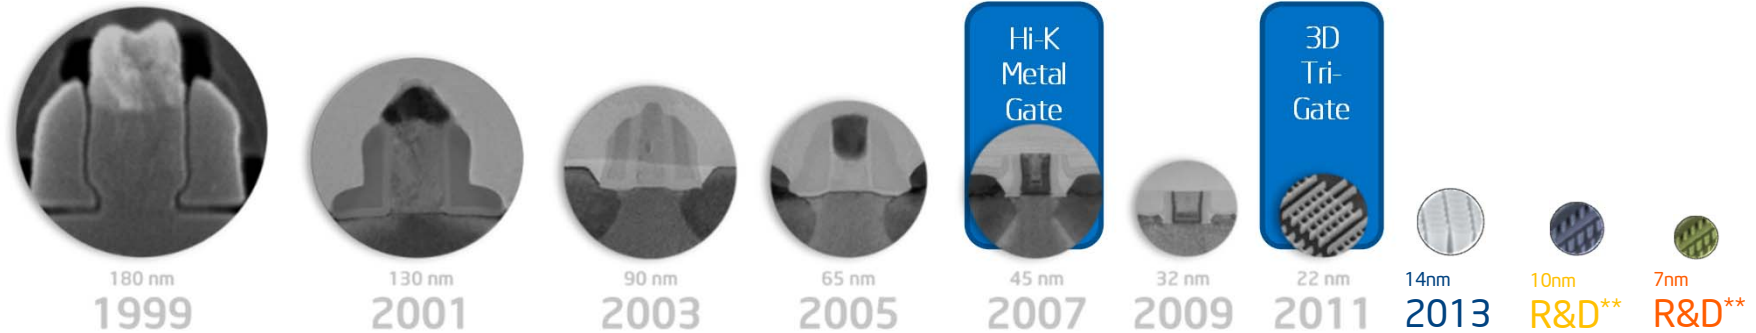 Hi-K
Metal
Gate
3D
Tri-
Gate
180 nm
1999
130 nm
2001
90 nm
2003
65 nm
2005
45 nm
2007
32 nm
2009
22 nm
2011
14nm
2013
10nm
R&D**
7nm
R&D**